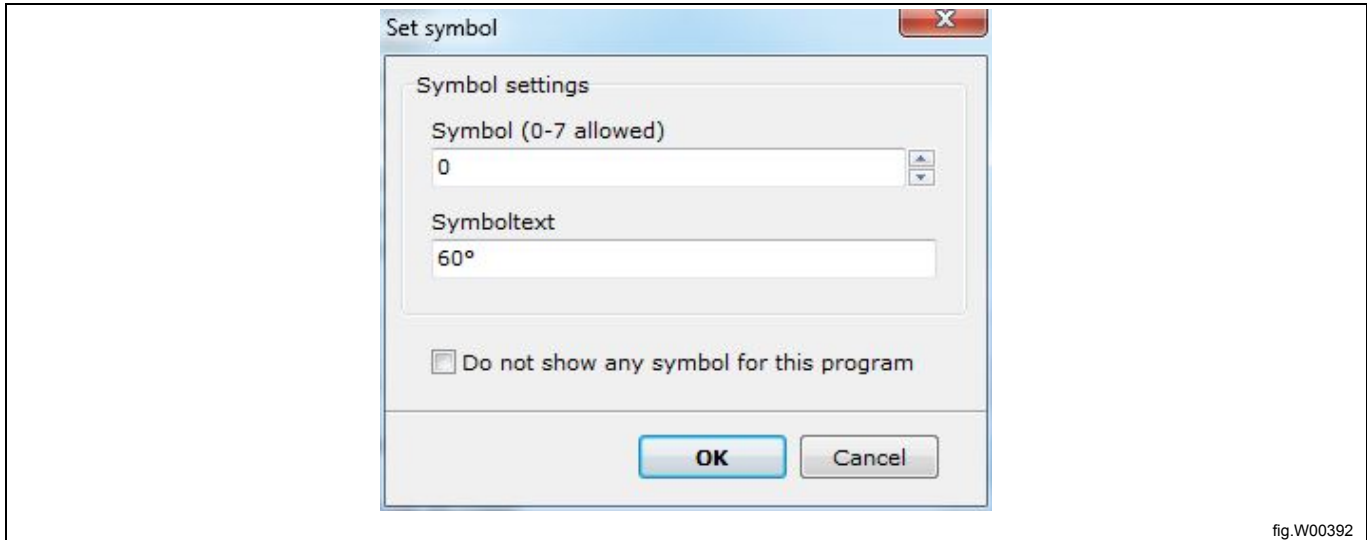 Set symbol
Symbol settings
Symbol (0-7 allowed)
0
Symboltext
60°
Do not show any symbol for this program
OK
Cancel
fig.W00392